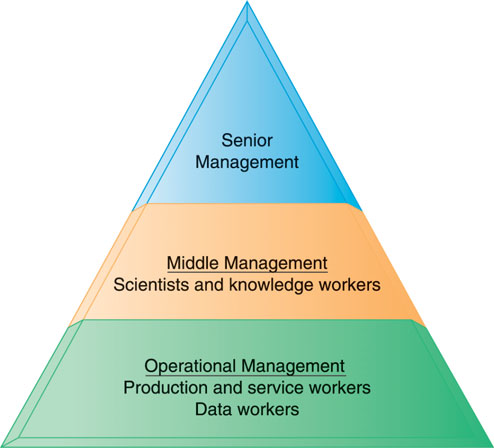 Senior
Management
Middle Management
Scientists and knowledge workers
Operational Management
Production and service workers
Data workers